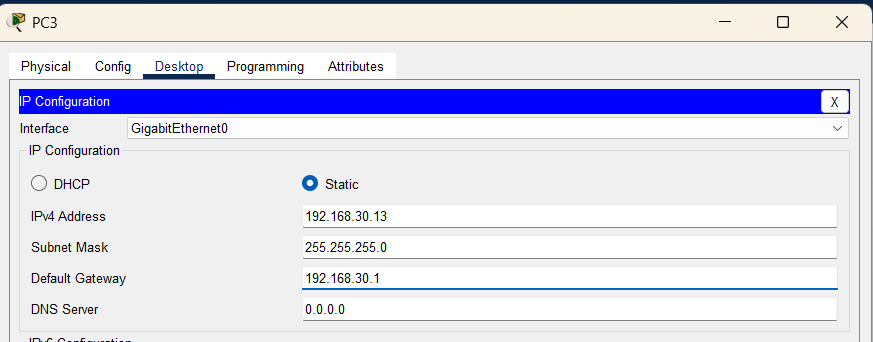 PC3
Physical Config Desktop Programming Attributes
IP Configuration X
Interface GigabitEthernet0
IP Configuration
DHCP Static
IPv4 Address 192.168.30.13
Subnet Mask 255.255.255.0
Default Gateway 192.168.30.1
DNS Server 0.0.0.0
IPv6 Configuration